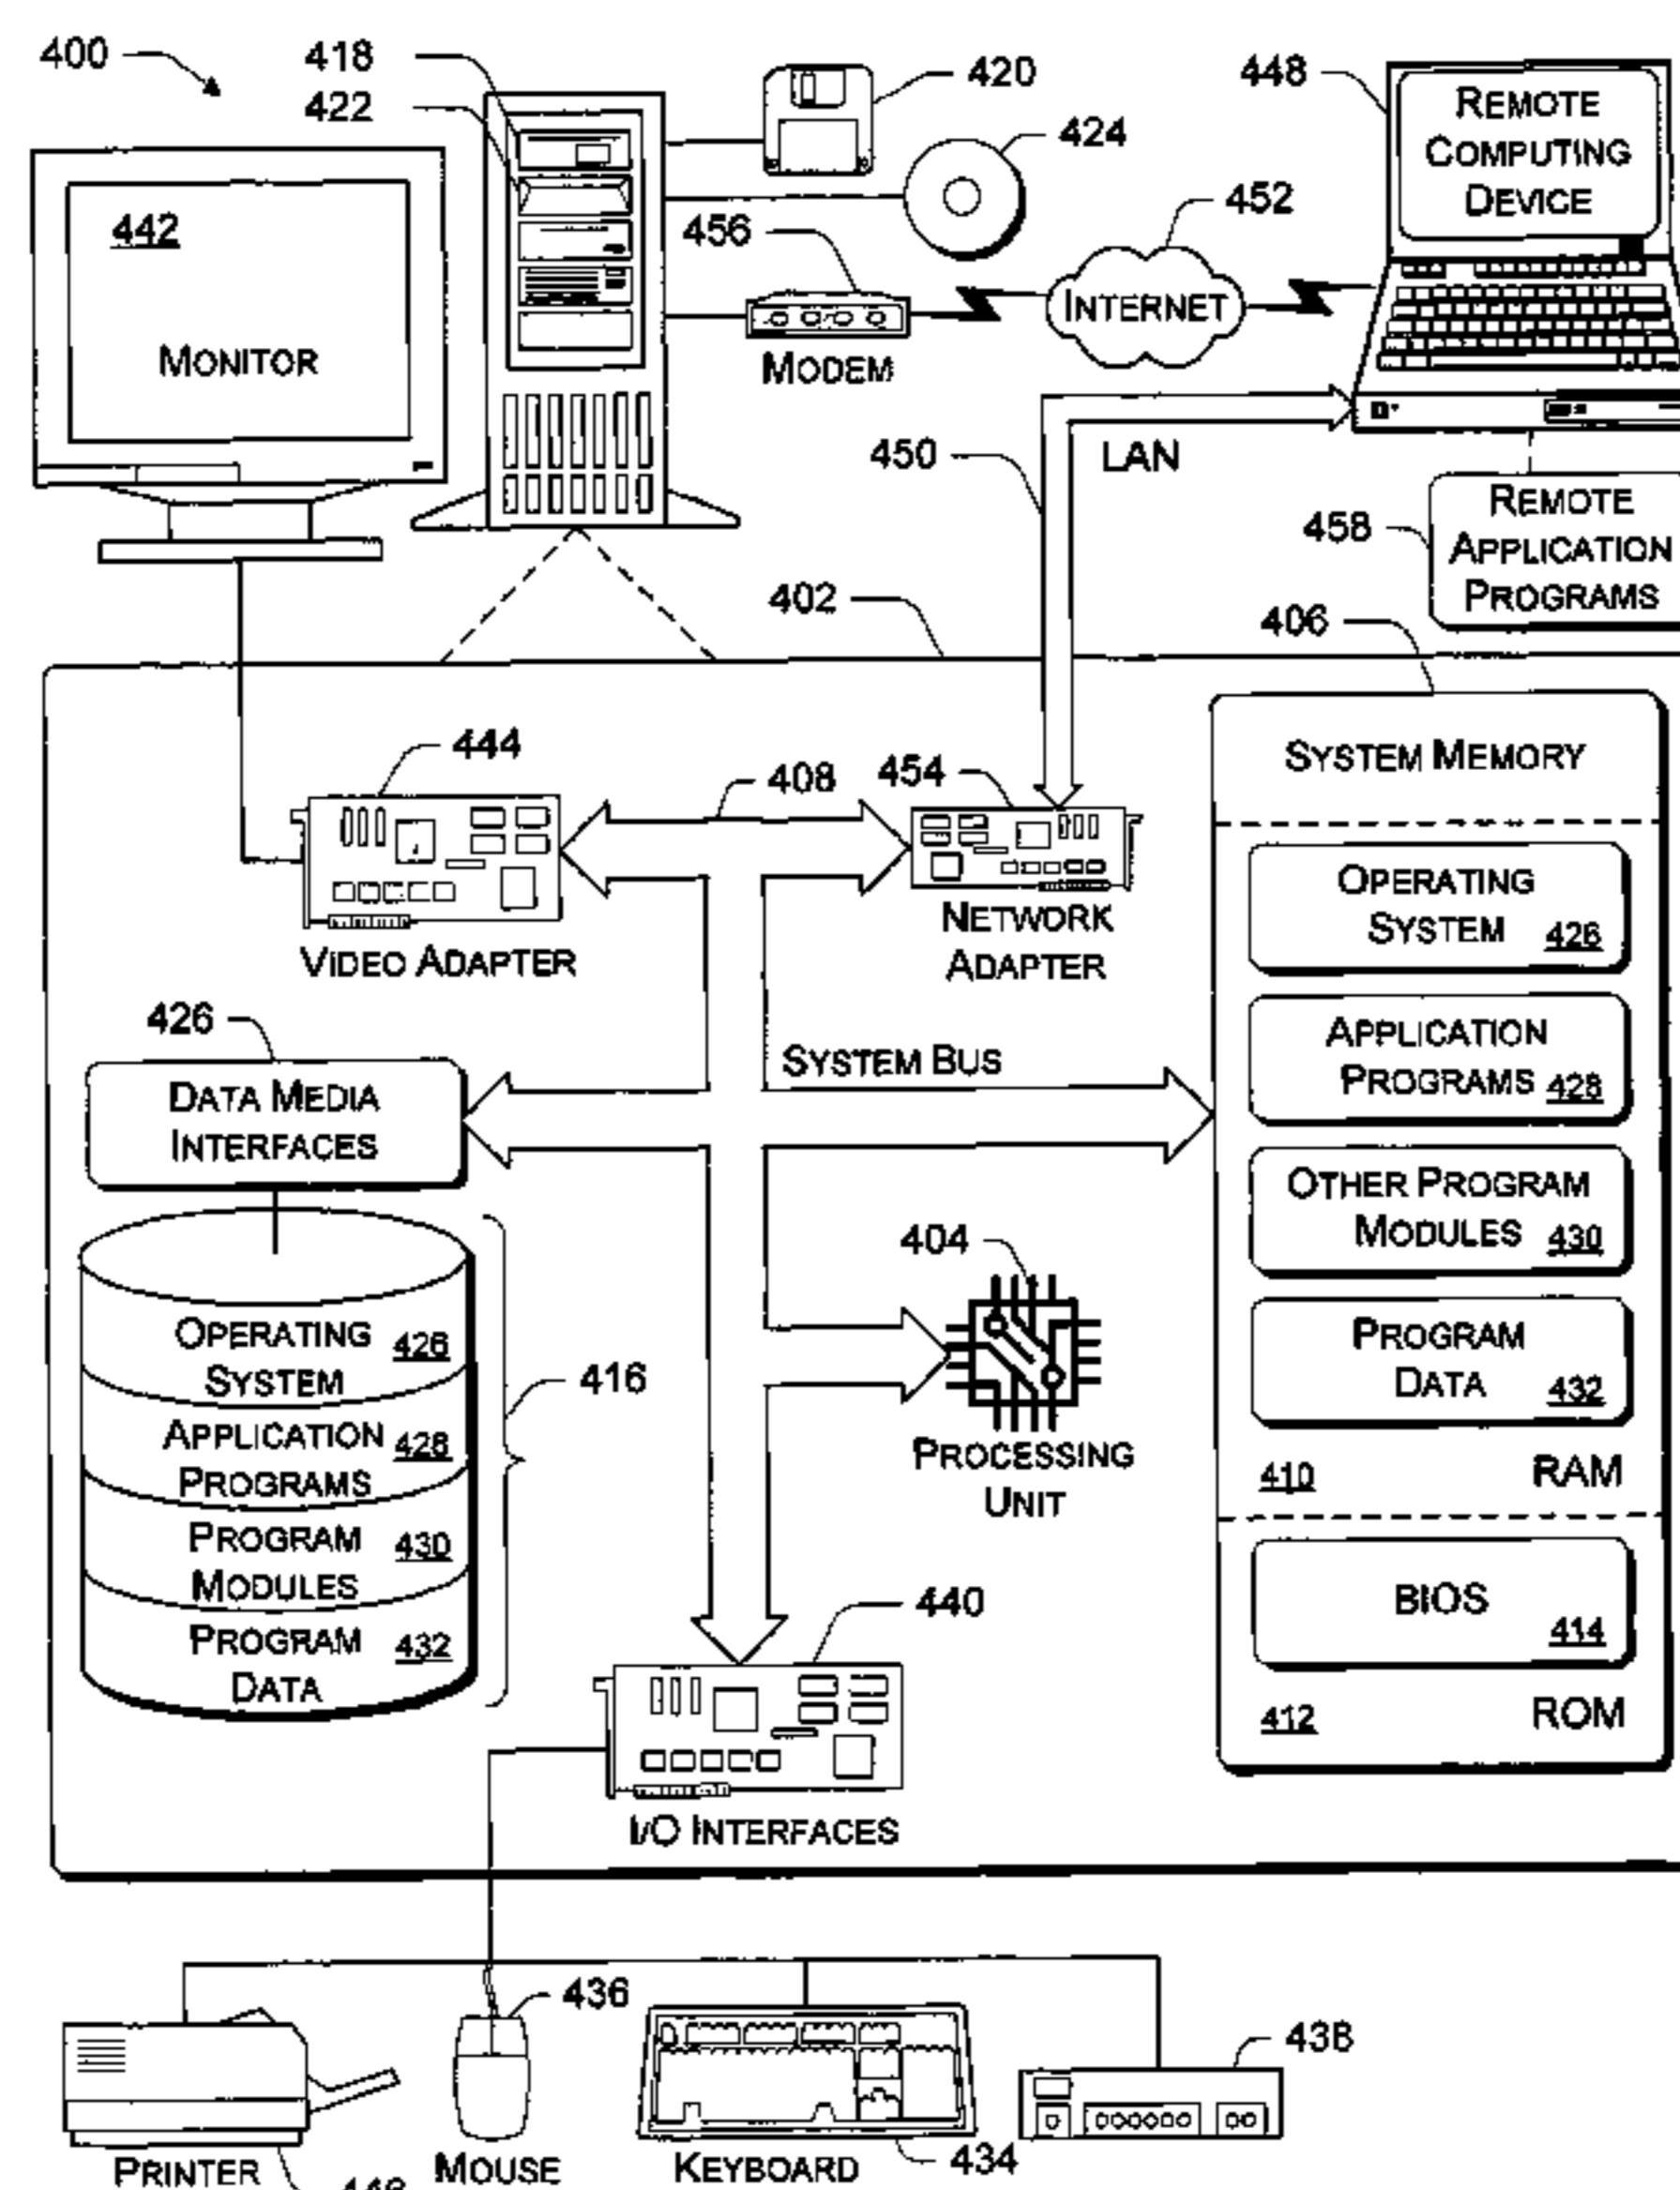 400
418
422
420
424
448
REMOTE
COMPUTING
DEVICE
442
MONITOR
456
MODEM
452
INTERNET
450
LAN
458
REMOTE
APPLICATION
PROGRAMS
402
406
444
VIDEO ADAPTER
408
454
NETWORK
ADAPTER
SYSTEM MEMORY
OPERATING
SYSTEM 426
APPLICATION
PROGRAMS 428
OTHER PROGRAM
MODULES 430
PROGRAM
DATA 432
410 RAM
BIOS
414
412 ROM
426
DATA MEDIA
INTERFACES
SYSTEM BUS
OPERATING 426
SYSTEM
APPLICATION 428
PROGRAMS
PROGRAM 430
MODULES
PROGRAM 432
DATA
416
404
PROCESSING
UNIT
440
I/O INTERFACES
436
438
434
PRINTER
MOUSE
KEYBOARD